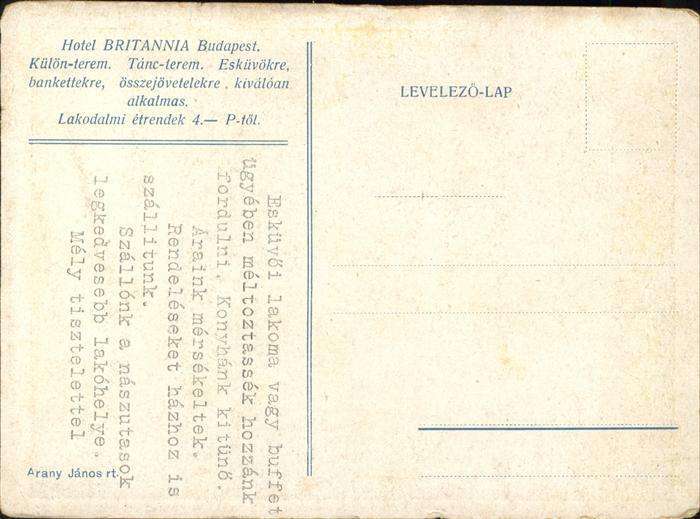 Hotel BRITANNIA Budapest.
Külön-terem. Tánc-terem. Esküvőkre,
bankettekre, összejövetelekre kiválóan
alkalmas.
Lakodalmi étrendek 4.— P-től.
Esküvői lakoma vagy buffet
ügyében méltoztassék hozzánk
fordulni. Konyhánk kitünő.
Áraink mérsékeltek.
Rendeléseket házhoz is
szállitunk.
Szállónk a nászutasok
legkedvesebb lakóhelye.
Mély tisztelettel
Arany János rt.
LEVELEZŐ-LAP